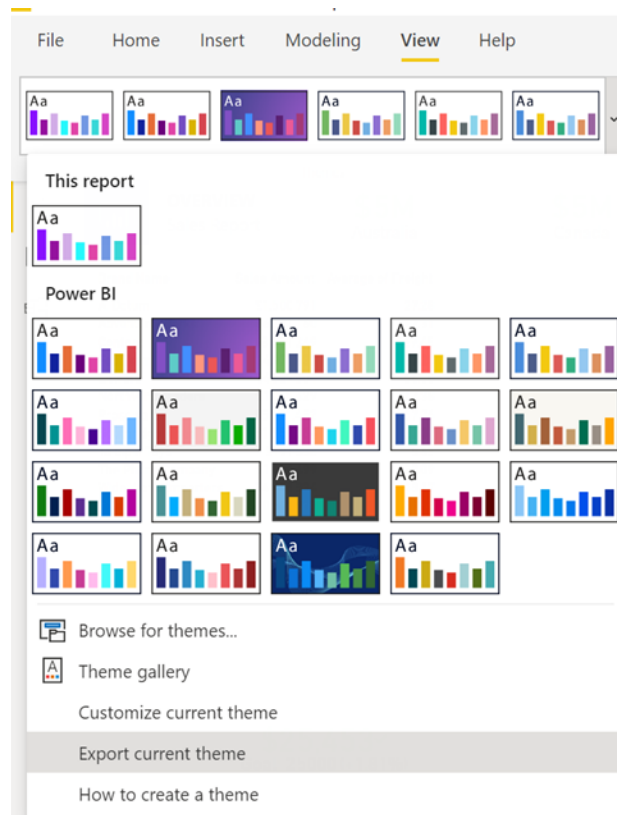 File Home Insert Modeling View Help
Aa Aa Aa Aa Aa Aa
This report
Aa
Power BI
Aa Aa Aa Aa Aa
Aa Aa Aa Aa Aa
Aa Aa Aa Aa Aa
Aa Aa Aa Aa
Browse for themes...
A Theme gallery
Customize current theme
Export current theme
How to create a theme